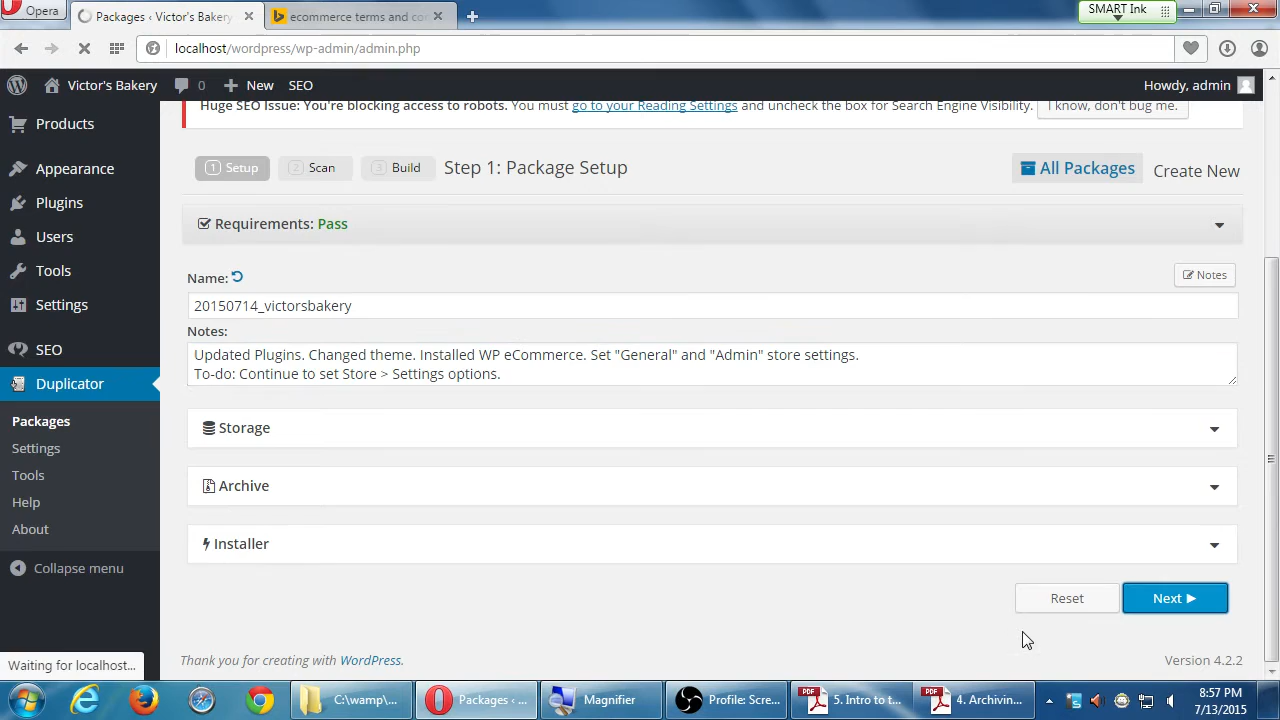 Opera
Packages ‹ Victor's Bakery
ecommerce terms and con
SMART Ink
localhost/wordpress/wp-admin/admin.php
Victor's Bakery
0
New
SEO
Howdy, admin
Huge SEO Issue: You're blocking access to robots. You must go to your Reading Settings and uncheck the box for Search Engine Visibility.
I know, don't bug me.
Products
Appearance
Plugins
Users
Tools
Settings
SEO
Duplicator
Packages
Settings
Tools
Help
About
Collapse menu
1 Setup
2 Scan
3 Build
Step 1: Package Setup
All Packages
Create New
Requirements: Pass
Name:
Notes
20150714_victorsbakery
Notes:
Updated Plugins. Changed theme. Installed WP eCommerce. Set "General" and "Admin" store settings.
To-do: Continue to set Store > Settings options.
Storage
Archive
Installer
Reset
Next
Waiting for localhost...
Thank you for creating with WordPress.
Version 4.2.2
C:\wamp\...
Packages ‹ ...
Magnifier
Profile: Scre...
5. Intro to t...
4. Archivin...
8:57 PM
7/13/2015